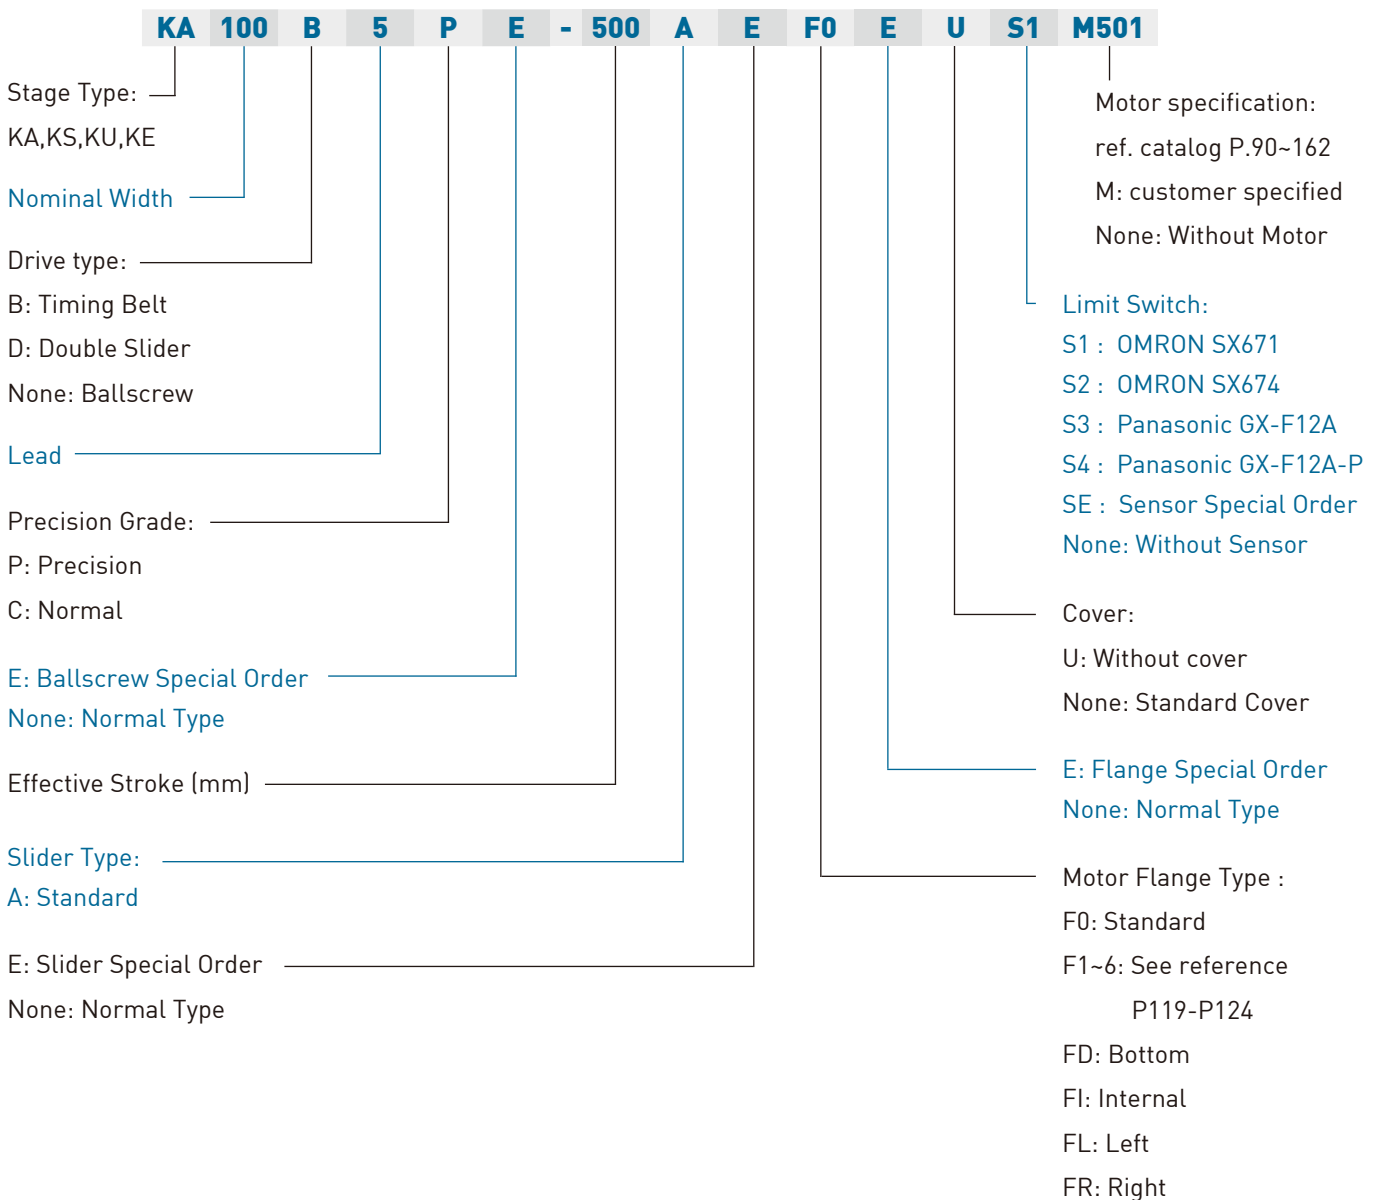 KA 100 B 5 P E - 500 A E F0 E U S1 M501
Stage Type:
KA,KS,KU,KE
Nominal Width
Drive type:
B: Timing Belt
D: Double Slider
None: Ballscrew
Lead
Precision Grade:
P: Precision
C: Normal
E: Ballscrew Special Order
None: Normal Type
Effective Stroke (mm)
Slider Type:
A: Standard
E: Slider Special Order
None: Normal Type
Motor specification:
ref. catalog P.90~162
M: customer specified
None: Without Motor
Limit Switch:
S1 : OMRON SX671
S2 : OMRON SX674
S3 : Panasonic GX-F12A
S4 : Panasonic GX-F12A-P
SE : Sensor Special Order
None: Without Sensor
Cover:
U: Without cover
None: Standard Cover
E: Flange Special Order
None: Normal Type
Motor Flange Type :
F0: Standard
F1~6: See reference
P119-P124
FD: Bottom
FI: Internal
FL: Left
FR: Right